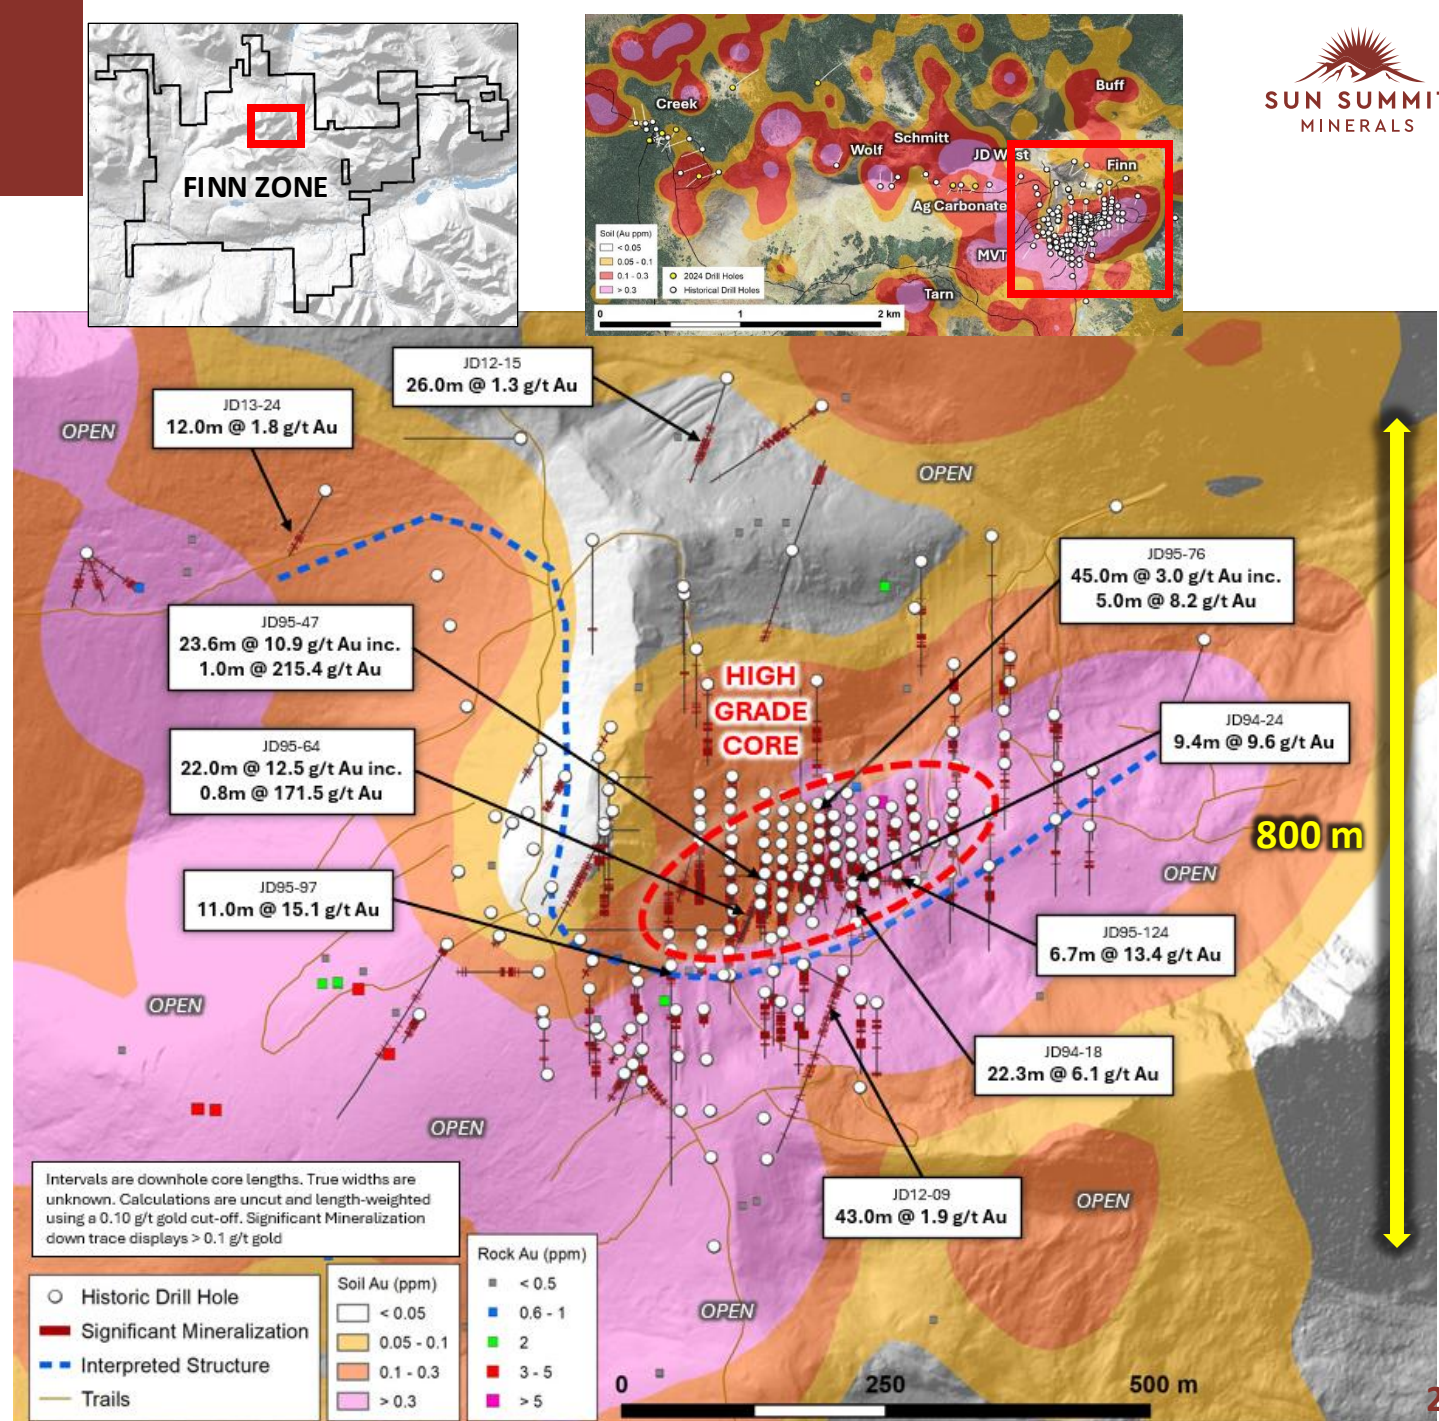 FINN ZONE
Creek
Buff
Schmitt
Wolf
JD West
Finn
Ag Carbonate
MVT
Tarn
Soil (Au ppm)
< 0.05
0.05 - 0.1
0.1 - 0.3
> 0.3
2024 Drill Holes
Historical Drill Holes
0 1 2 km
SUN SUMMIT
MINERALS
JD12-15
26.0m @ 1.3 g/t Au
JD13-24
12.0m @ 1.8 g/t Au
OPEN
OPEN
JD95-76
45.0m @ 3.0 g/t Au inc.
5.0m @ 8.2 g/t Au
JD95-47
23.6m @ 10.9 g/t Au inc.
1.0m @ 215.4 g/t Au
HIGH
GRADE
CORE
JD94-24
9.4m @ 9.6 g/t Au
JD95-64
22.0m @ 12.5 g/t Au inc.
0.8m @ 171.5 g/t Au
800 m
OPEN
JD95-97
11.0m @ 15.1 g/t Au
JD95-124
6.7m @ 13.4 g/t Au
OPEN
JD94-18
22.3m @ 6.1 g/t Au
OPEN
JD12-09
43.0m @ 1.9 g/t Au
OPEN
Intervals are downhole core lengths. True widths are
unknown. Calculations are uncut and length-weighted
using a 0.10 g/t gold cut-off. Significant Mineralization
down trace displays > 0.1 g/t gold
Historic Drill Hole
Significant Mineralization
Interpreted Structure
Trails
Soil Au (ppm)
< 0.05
0.05 - 0.1
0.1 - 0.3
> 0.3
Rock Au (ppm)
< 0.5
0.6 - 1
2
3 - 5
> 5
OPEN
0 250 500 m
2